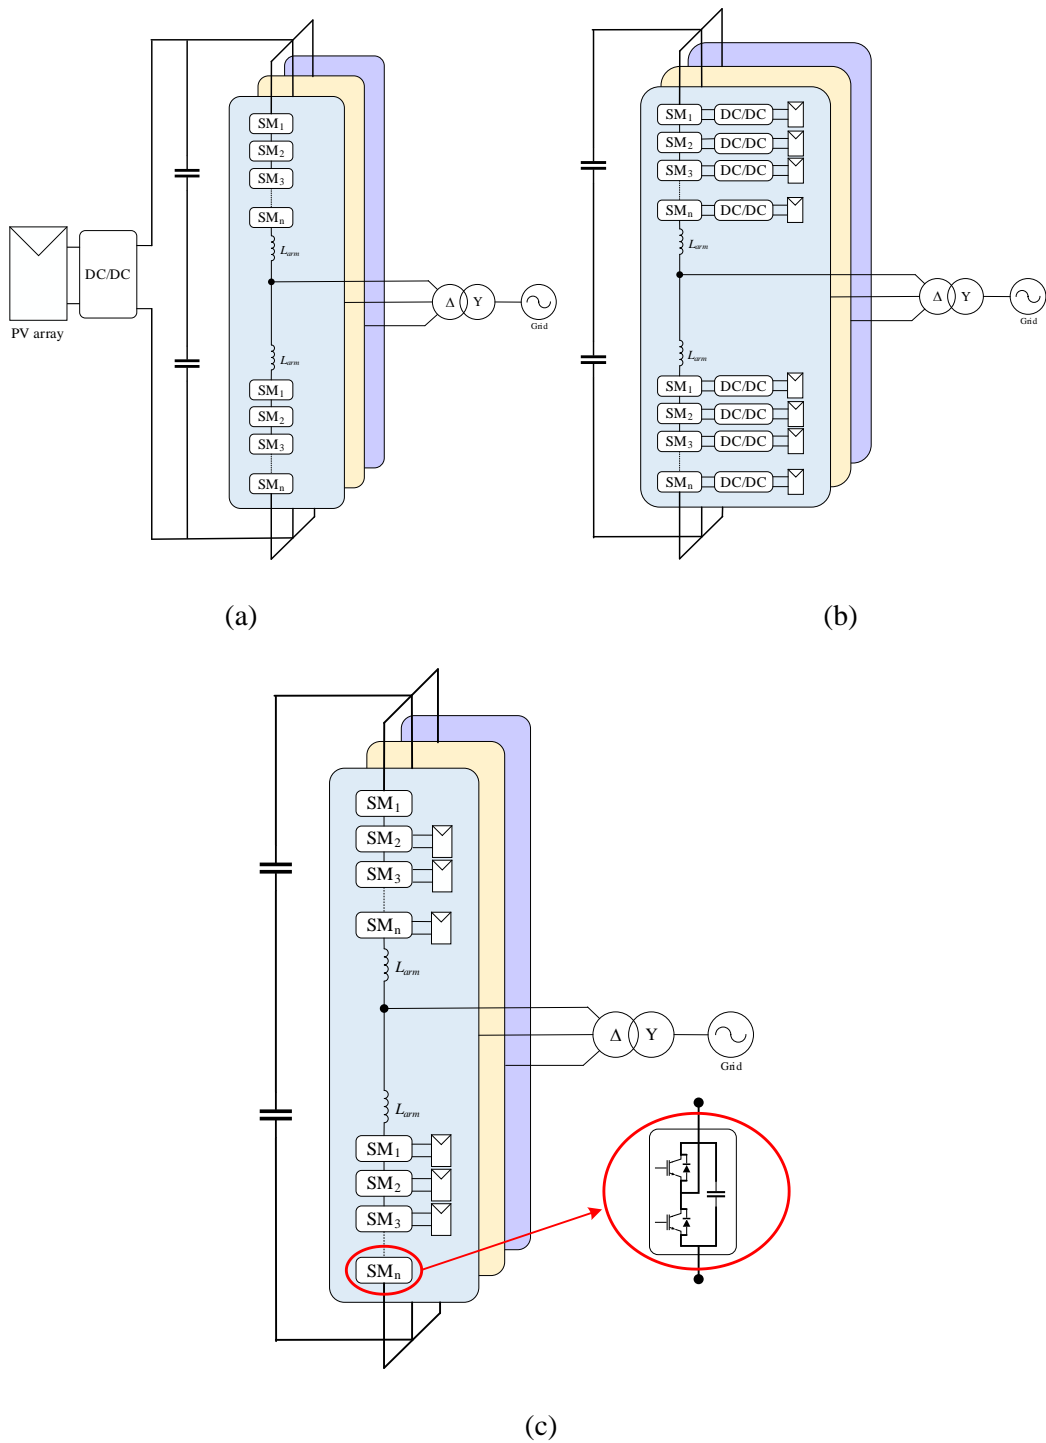 SM1
SM2
SM3
SMn
Larm
PV array
DC/DC
Δ Y
Grid
Larm
SM1
SM2
SM3
SMn
(a)
SM1 DC/DC
SM2 DC/DC
SM3 DC/DC
SMn DC/DC
Larm
Δ Y
Grid
Larm
SM1 DC/DC
SM2 DC/DC
SM3 DC/DC
SMn DC/DC
(b)
SM1
SM2
SM3
SMn
Larm
Δ Y
Grid
Larm
SM1
SM2
SM3
SMn
(c)